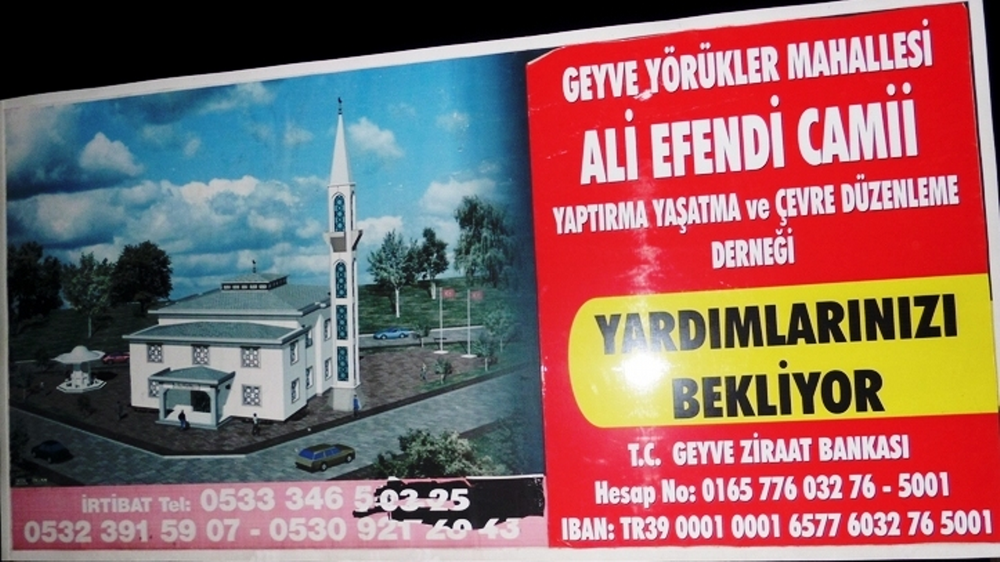 GEYVE YÖRÜKLER MAHALLESİ
ALİ EFENDİ CAMİİ
YAPTIRMA YAŞATMA ve ÇEVRE DÜZENLEME
DERNEĞİ
YARDIMLARINIZI
BEKLİYOR
T.C. GEYVE ZİRAAT BANKASI
Hesap No: 0165 776 032 76 - 5001
IBAN: TR39 0001 0001 6577 6032 76 5001
İRTİBAT Tel: 0533 346
0532 391 59 07 - 0530